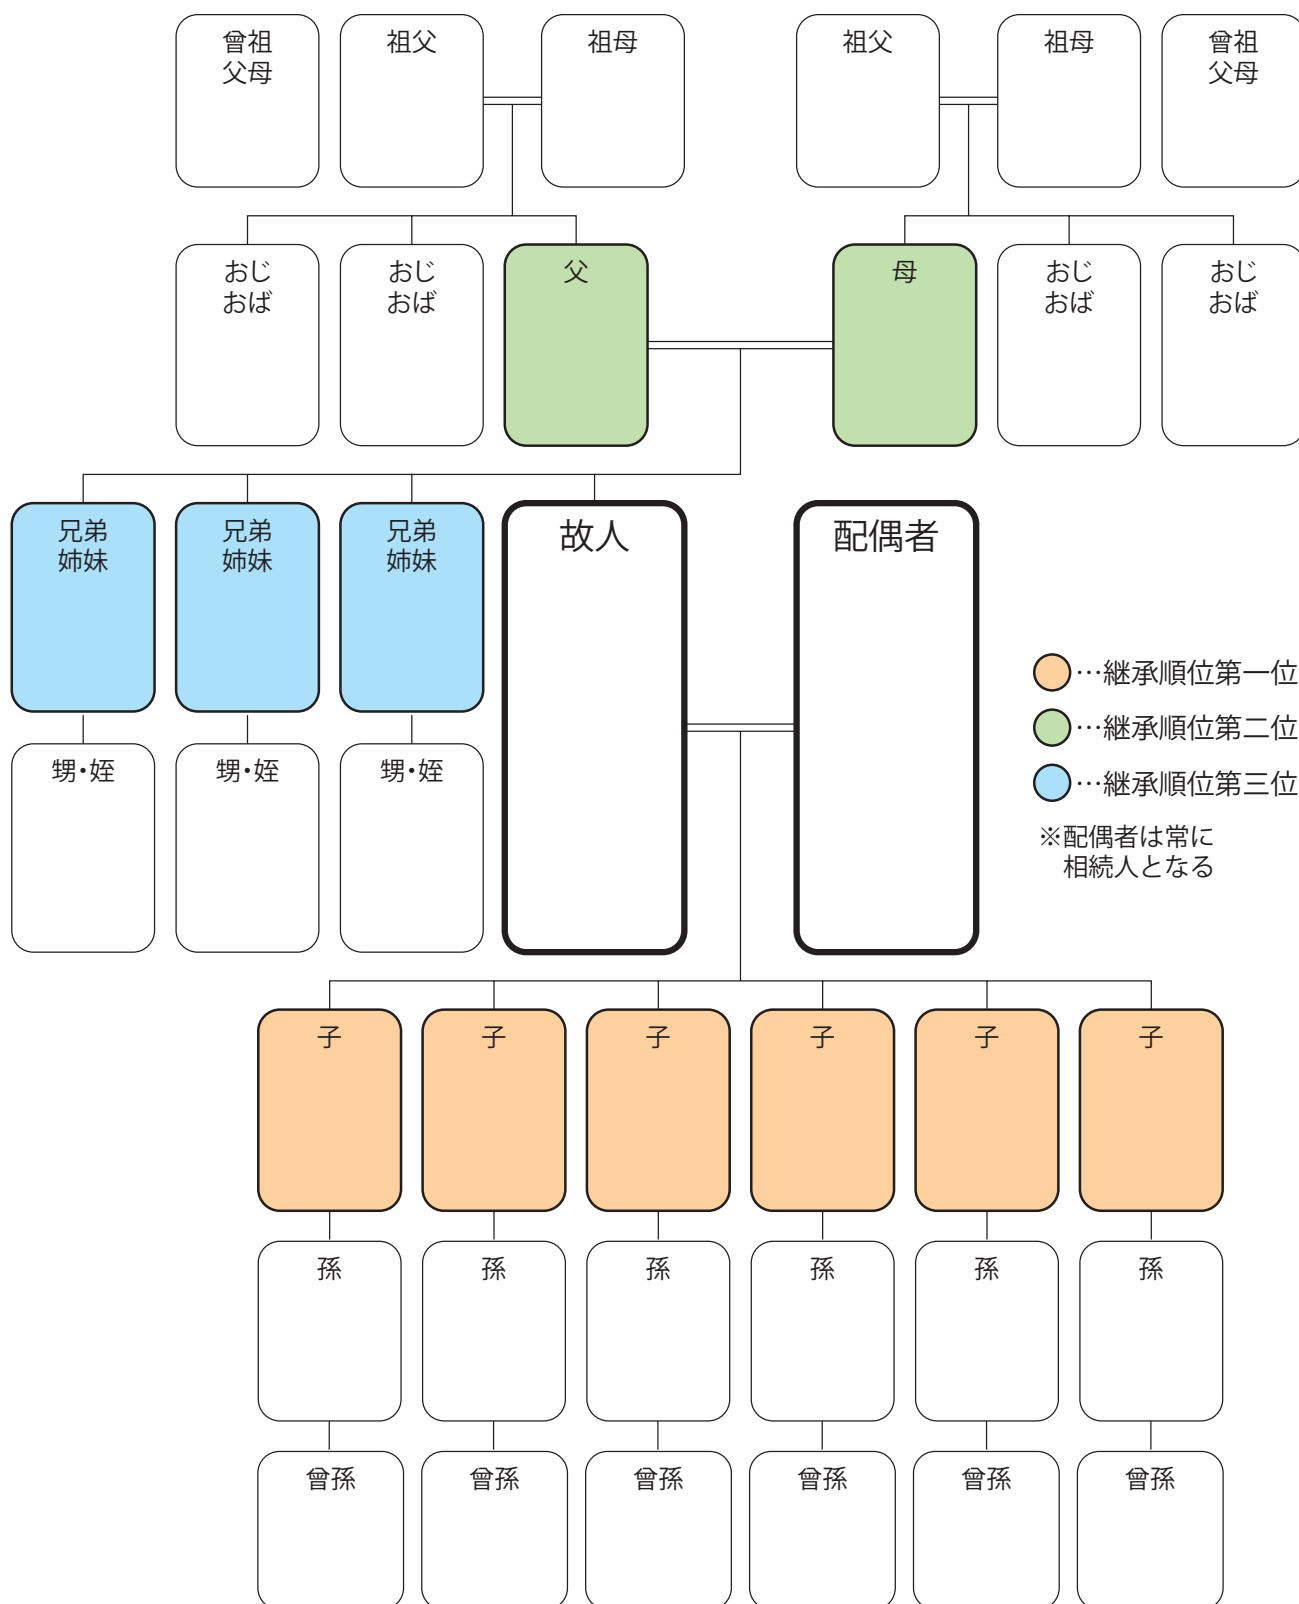 曾祖
父母
祖父
祖母
祖父
祖母
曾祖
父母
おじ
おば
おじ
おば
父
母
おじ
おば
おじ
おば
兄弟
姉妹
兄弟
姉妹
兄弟
姉妹
故人
配偶者
…継承順位第一位
…継承順位第二位
…継承順位第三位
※配偶者は常に
相続人となる
甥・姪
甥・姪
甥・姪
子
子
子
子
子
子
孫
孫
孫
孫
孫
孫
曾孫
曾孫
曾孫
曾孫
曾孫
曾孫